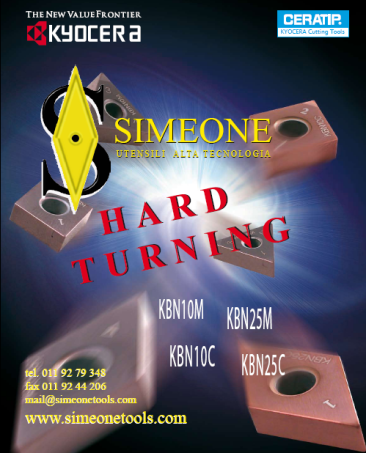 THE NEW VALUE FRONTIER
KYOCERA
CERATIP
KYOCERA Cutting Tools
SIMEONE
UTENSILI ALTA TECNOLOGIA
HARD
TURNING
KBN10M
KBN25M
KBN10C
KBN25C
tel. 011 92 79 348
fax 011 92 44 206
mail@simeonetools.com
www.simeonetools.com